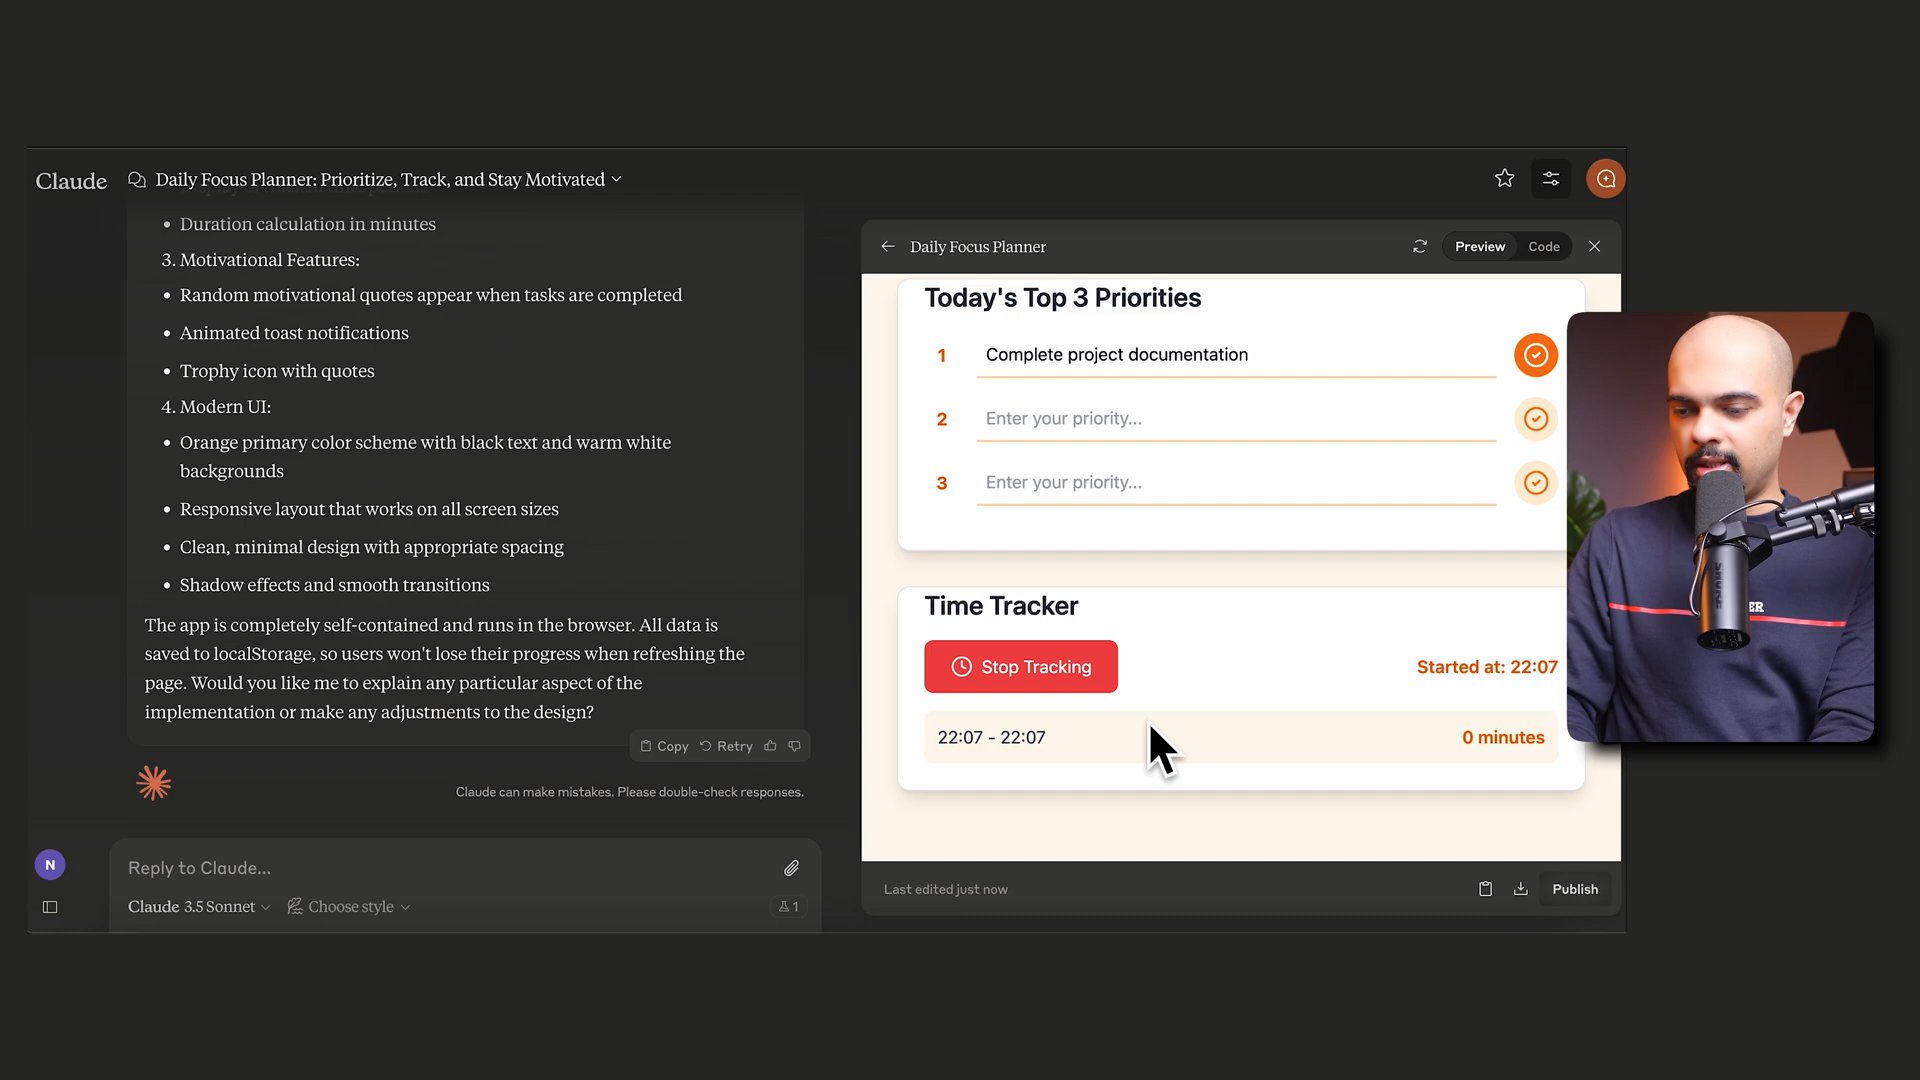 Claude
Daily Focus Planner: Prioritize, Track, and Stay Motivated
• Duration calculation in minutes
3. Motivational Features:
• Random motivational quotes appear when tasks are completed
• Animated toast notifications
• Trophy icon with quotes
4. Modern UI:
• Orange primary color scheme with black text and warm white
backgrounds
• Responsive layout that works on all screen sizes
• Clean, minimal design with appropriate spacing
• Shadow effects and smooth transitions
The app is completely self-contained and runs in the browser. All data is
saved to localStorage, so users won't lose their progress when refreshing the
page. Would you like me to explain any particular aspect of the
implementation or make any adjustments to the design?
Copy Retry
Claude can make mistakes. Please double-check responses.
N
Reply to Claude...
Claude 3.5 Sonnet Choose style 1
Daily Focus Planner Preview Code
Today's Top 3 Priorities
1 Complete project documentation
2 Enter your priority...
3 Enter your priority...
Time Tracker
Stop Tracking Started at: 22:07
22:07 - 22:07 0 minutes
Last edited just now Publish
SHURE
ER